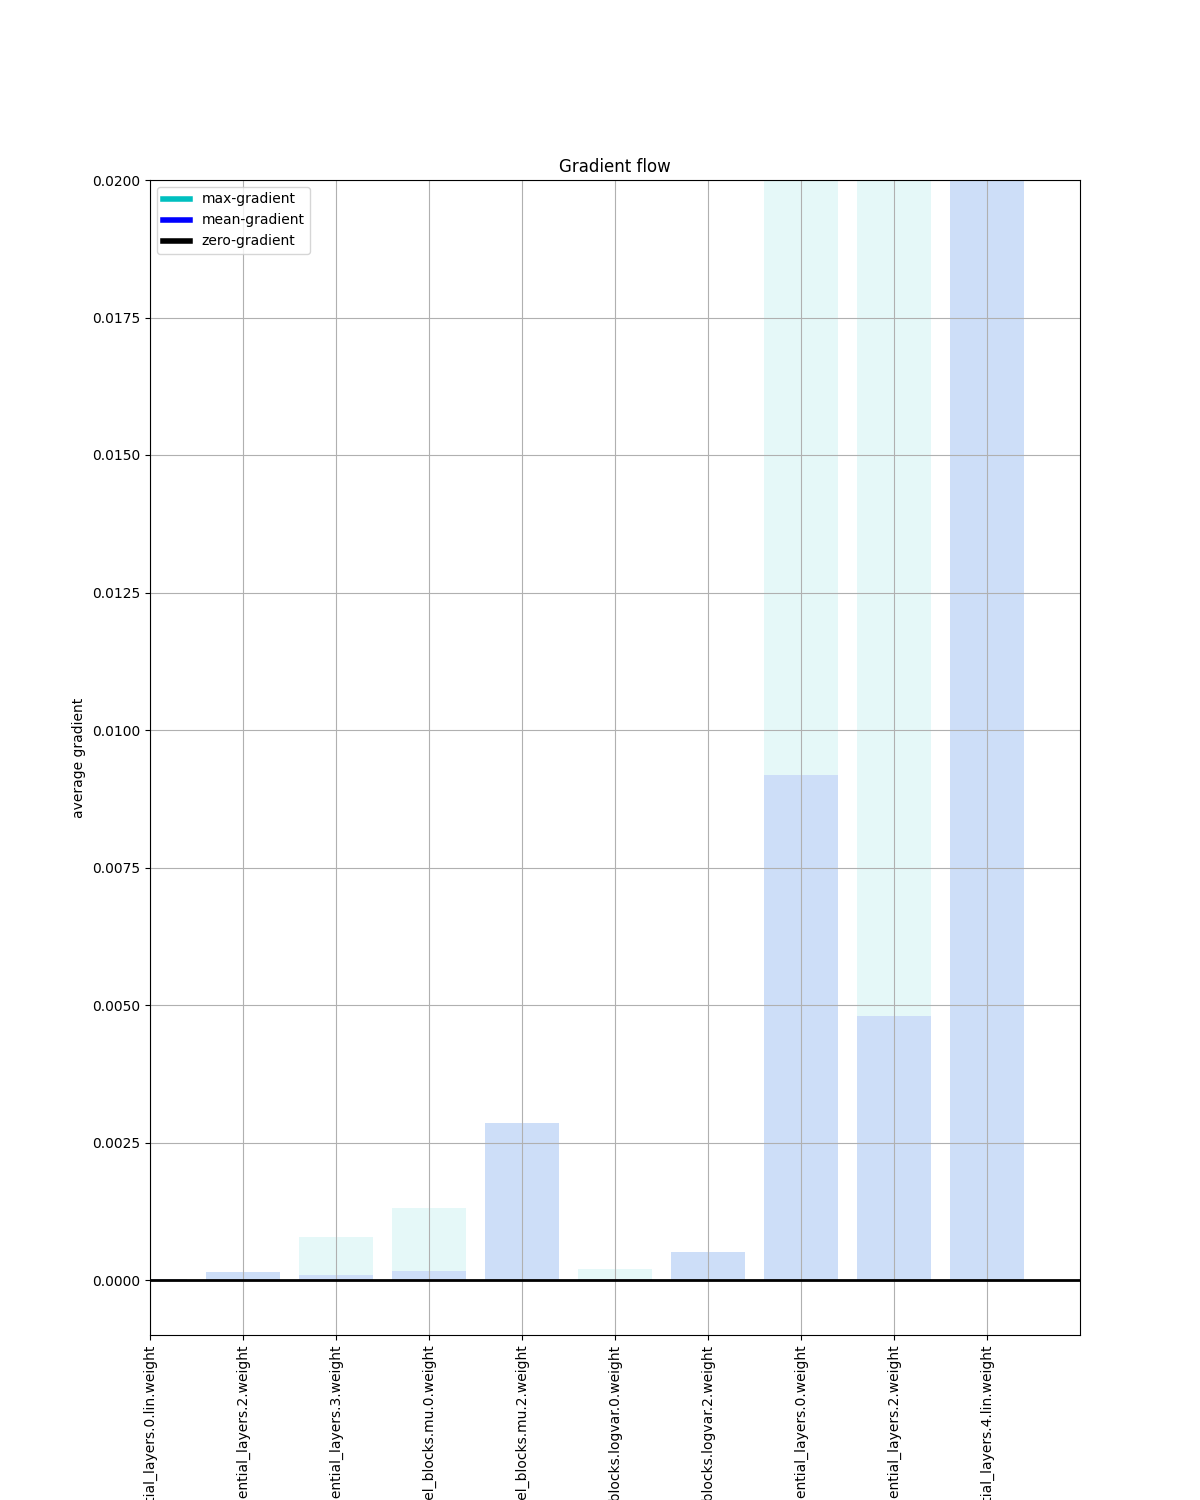 Gradient flow
max-gradient
mean-gradient
zero-gradient
0.0200
0.0175
0.0150
0.0125
0.0100
0.0075
0.0050
0.0025
0.0000
average gradient
tial_layers.0.lin.weight
ential_layers.2.weight
ential_layers.3.weight
el_blocks.mu.0.weight
el_blocks.mu.2.weight
blocks.logvar.0.weight
blocks.logvar.2.weight
ential_layers.0.weight
ential_layers.2.weight
tial_layers.4.lin.weight